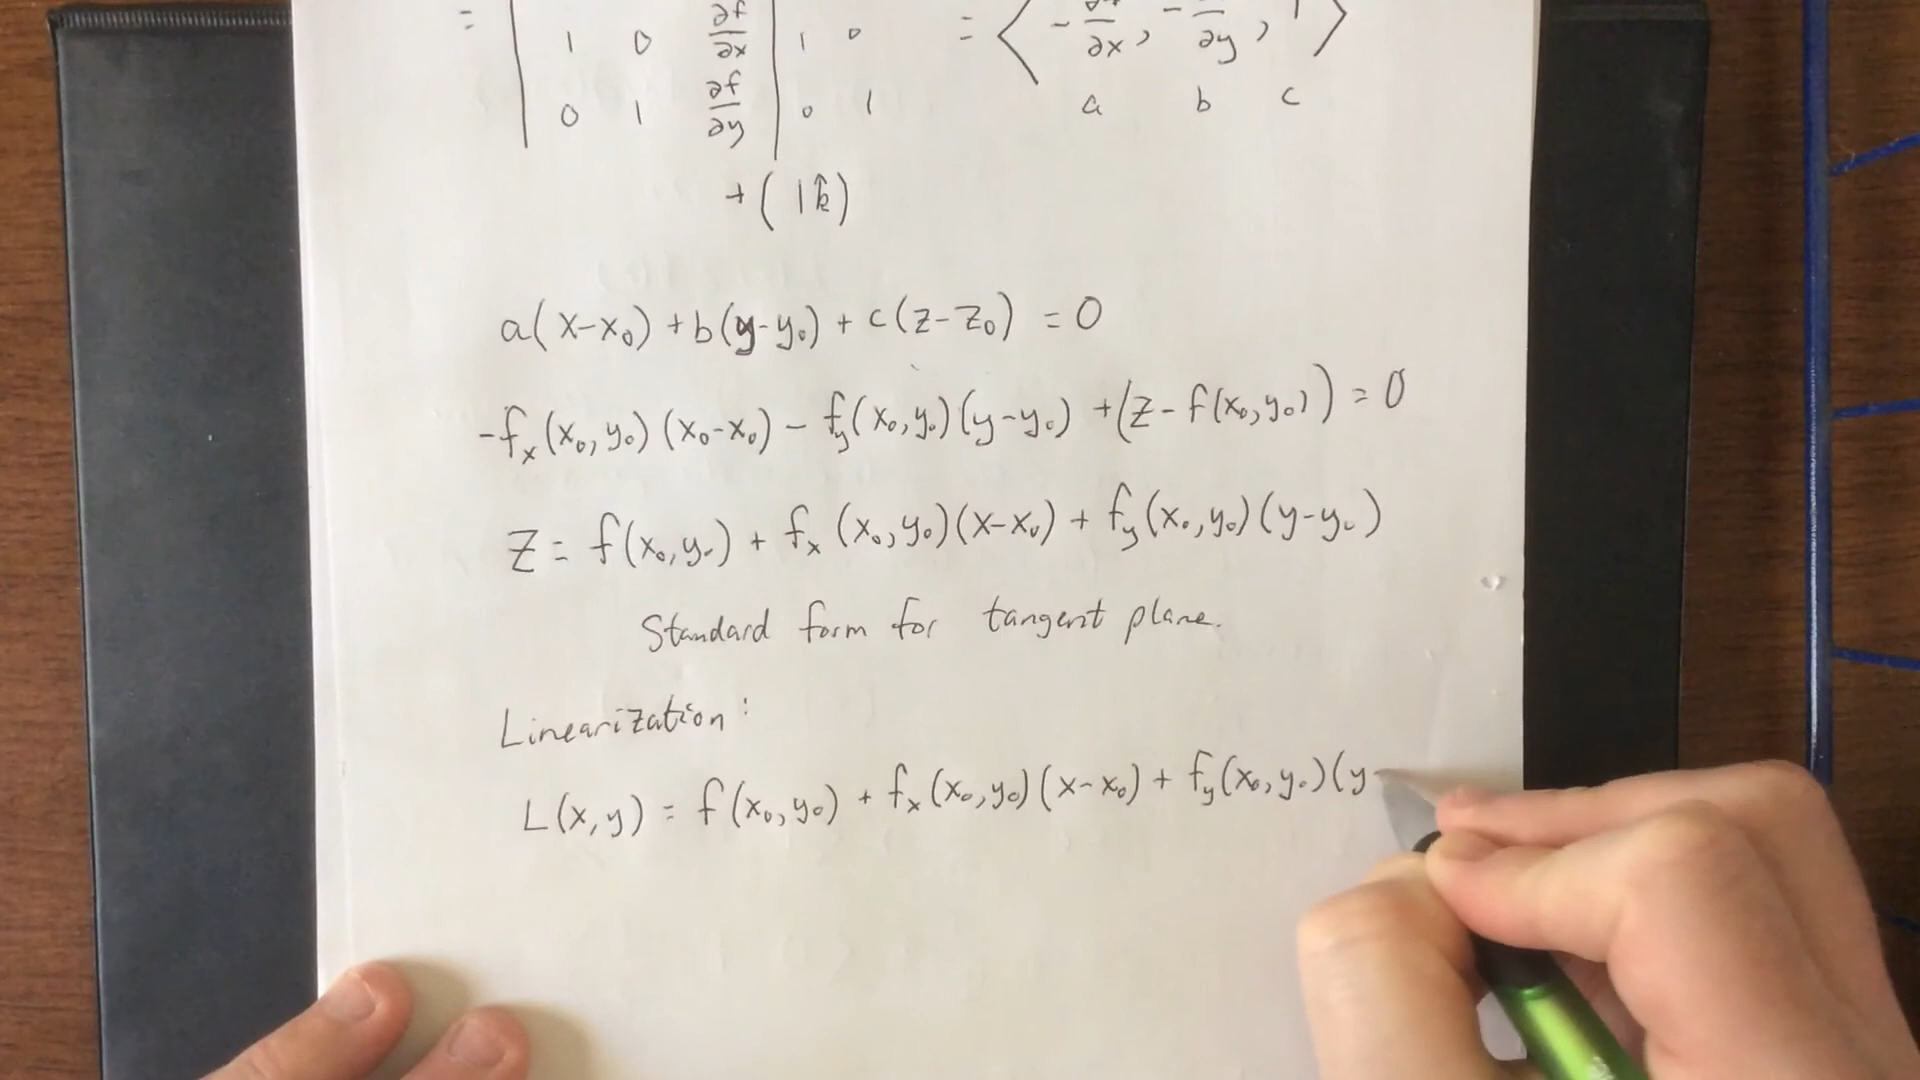 = | 1 0 ∂f/∂x | 1 0 = ⟨ -∂f/∂x, -∂/∂y, 1 ⟩
0 1 ∂f/∂y | 0 1 a b c
+ ( 1k̂ )
a(x-x₀) + b(y-y₀) + c(z-z₀) = 0
-fₓ(x₀,y₀)(x₀-x₀) - f_y(x₀,y₀)(y-y₀) + (z - f(x₀,y₀)) = 0
Z = f(x₀,y₀) + fₓ(x₀,y₀)(x-x₀) + f_y(x₀,y₀)(y-y₀)
Standard form for tangent plane.
Linearization:
L(x,y) = f(x₀,y₀) + fₓ(x₀,y₀)(x-x₀) + f_y(x₀,y₀)(y-